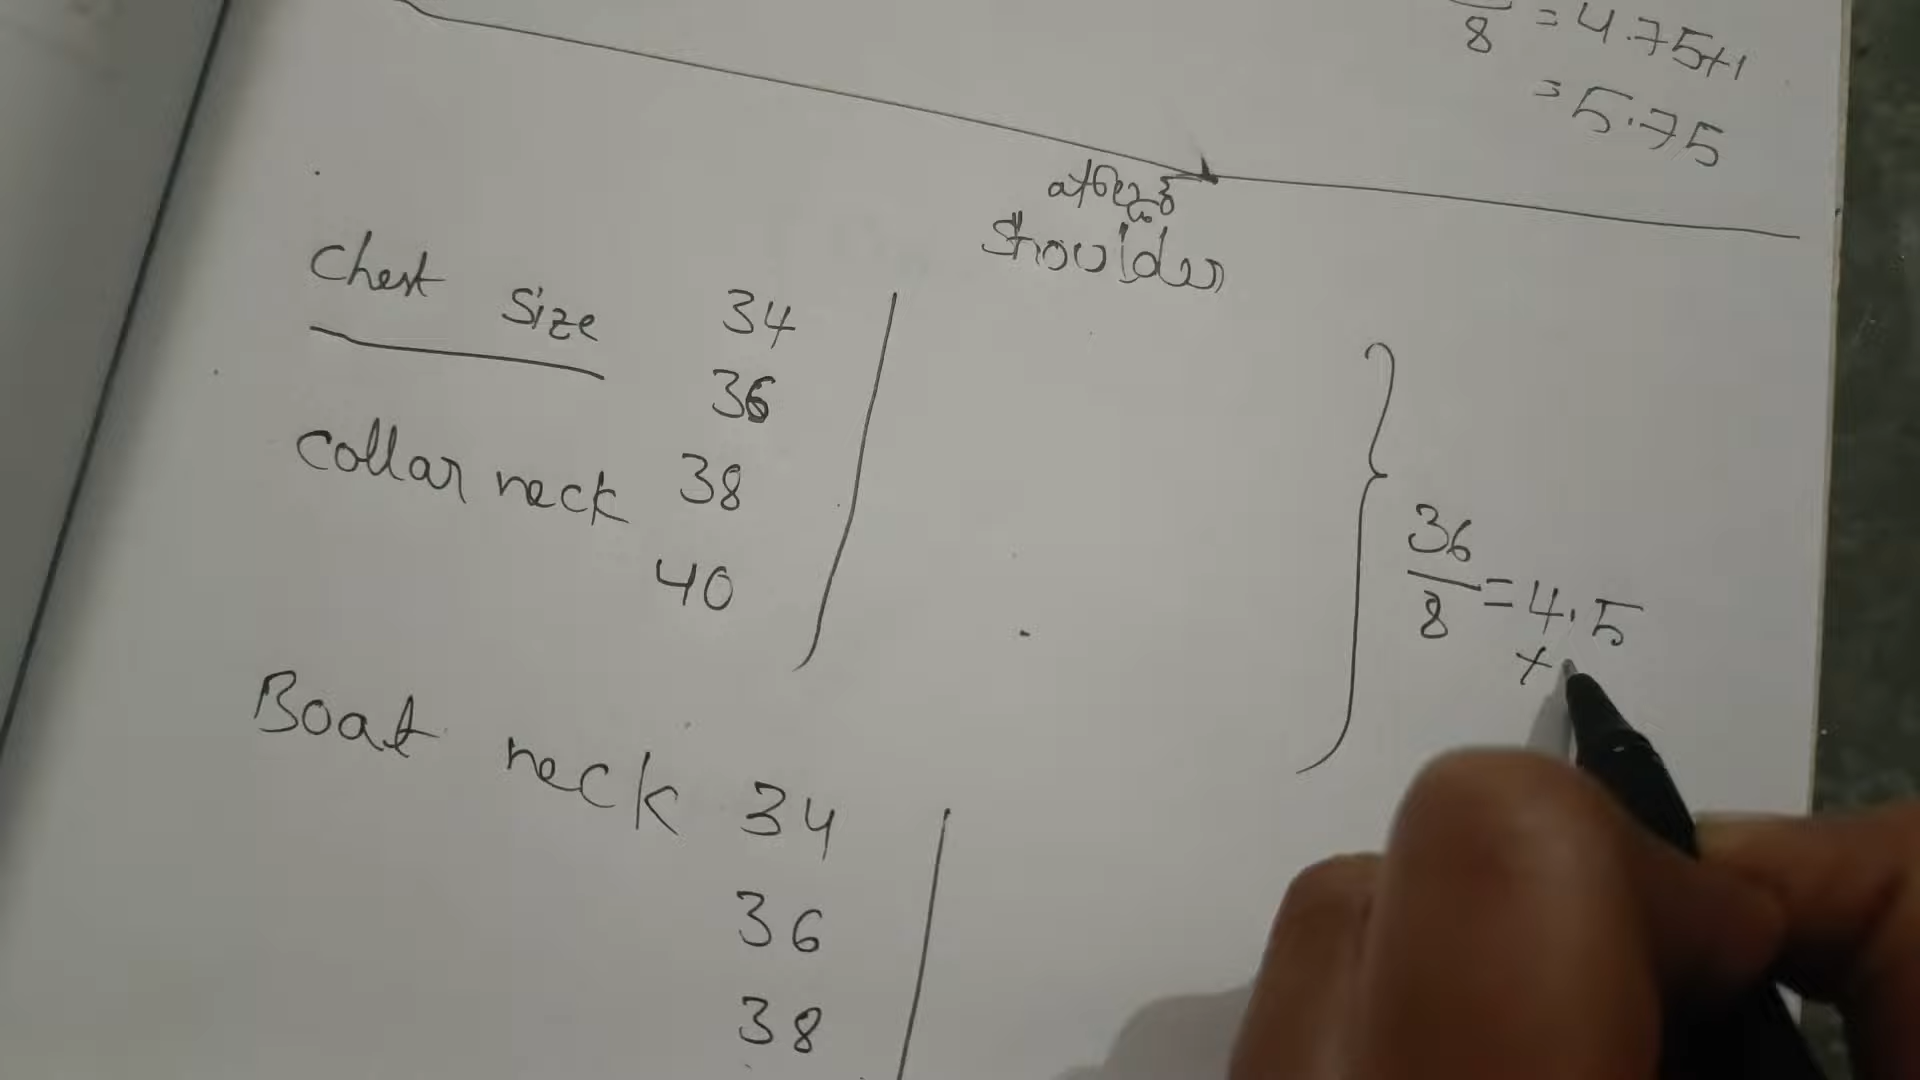 8 = 4.75+1
= 5.75
Shoulder
Chest Size 34
36
Collar neck 38
40
36
8 = 4.5
+
Boat neck 34
36
38